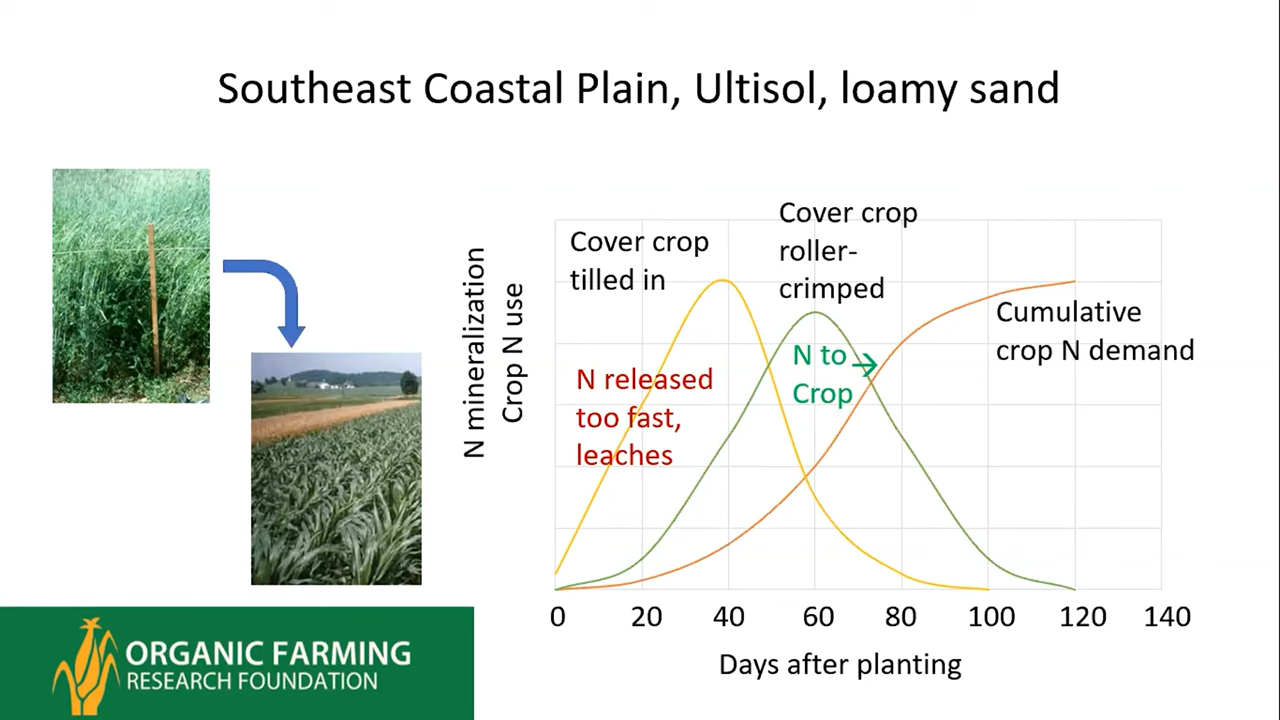 Southeast Coastal Plain, Ultisol, loamy sand
N mineralization
Crop N use
Cover crop
tilled in
Cover crop
roller-
crimped
N released
too fast,
leaches
N to
Crop
Cumulative
crop N demand
0 20 40 60 80 100 120 140
Days after planting
ORGANIC FARMING
RESEARCH FOUNDATION